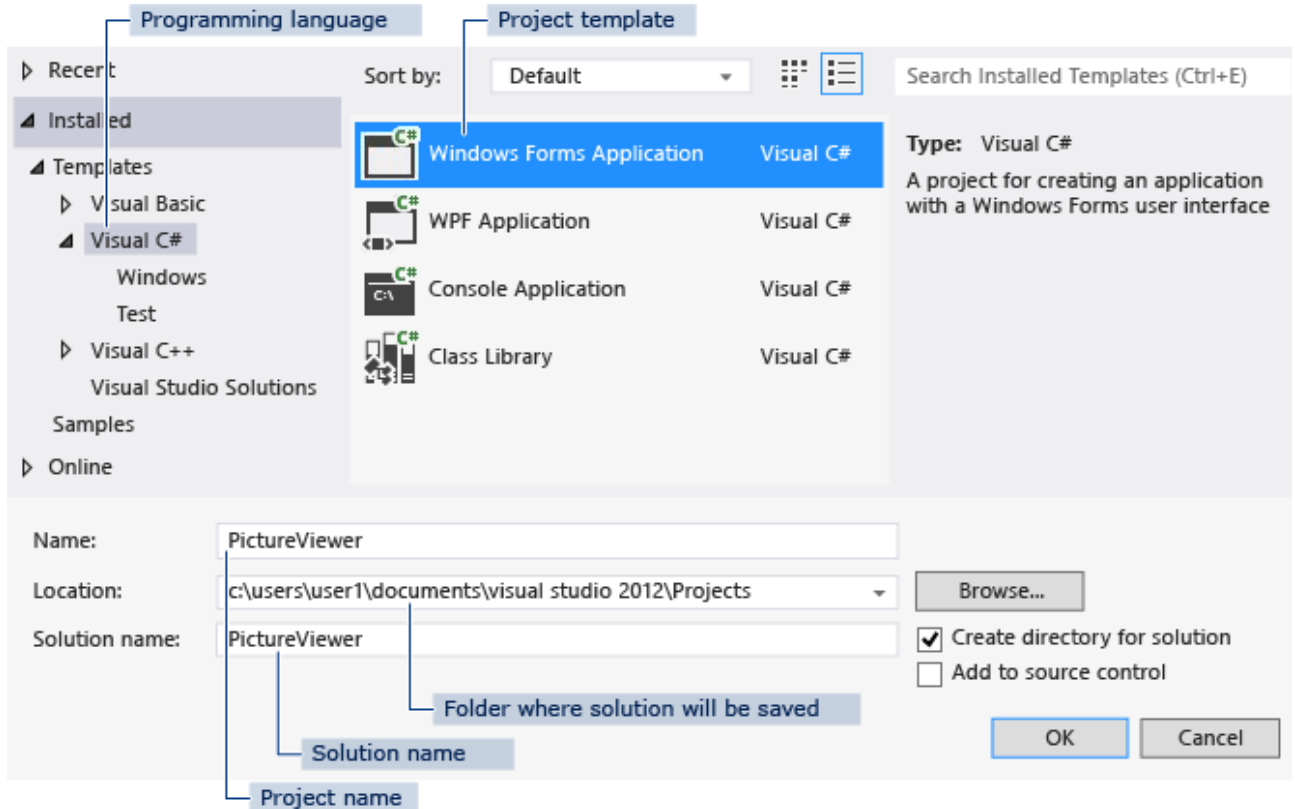 Programming language
Project template
Recent
Sort by:
Default
Search Installed Templates (Ctrl+E)
Installed
Templates
Visual Basic
Visual C#
Windows
Test
Visual C++
Visual Studio Solutions
Samples
Online
C#
Windows Forms Application
Visual C#
C#
WPF Application
Visual C#
C#
C:\
Console Application
Visual C#
C#
Class Library
Visual C#
Type: Visual C#
A project for creating an application
with a Windows Forms user interface
Name:
PictureViewer
Location:
c:\users\user1\documents\visual studio 2012\Projects
Browse...
Solution name:
PictureViewer
Create directory for solution
Add to source control
Folder where solution will be saved
OK
Cancel
Solution name
Project name